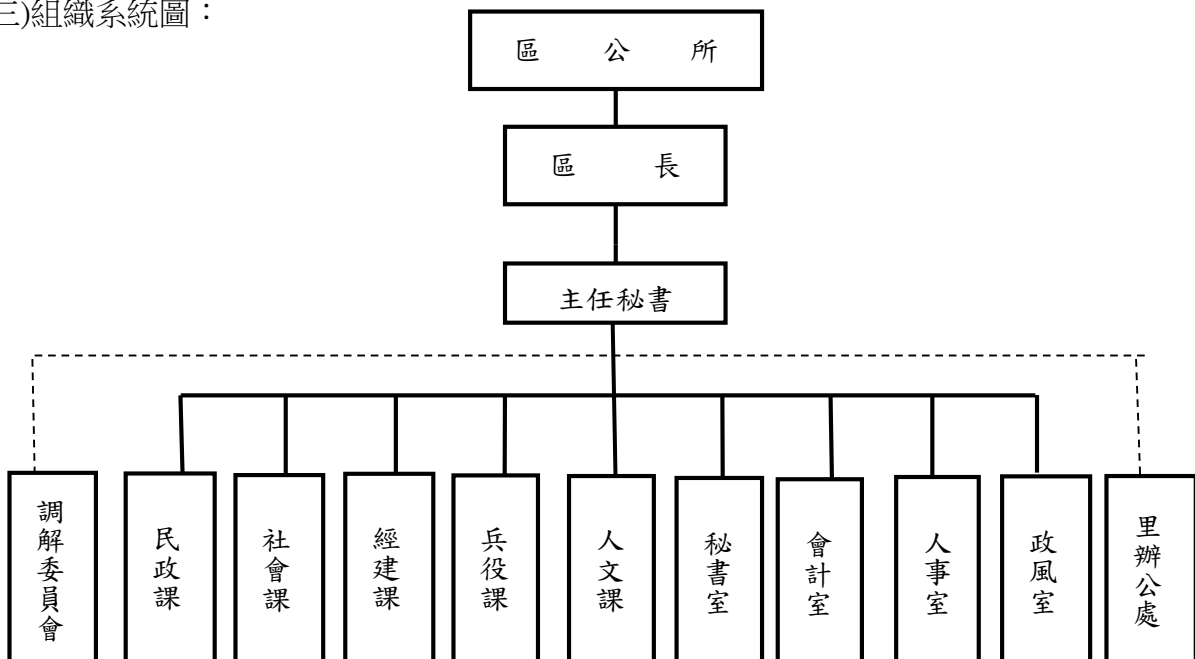 三)組織系統圖：
區公所
區長
主任秘書
調解委員會
民政課
社會課
經建課
兵役課
人文課
秘書室
會計室
人事室
政風室
里辦公處